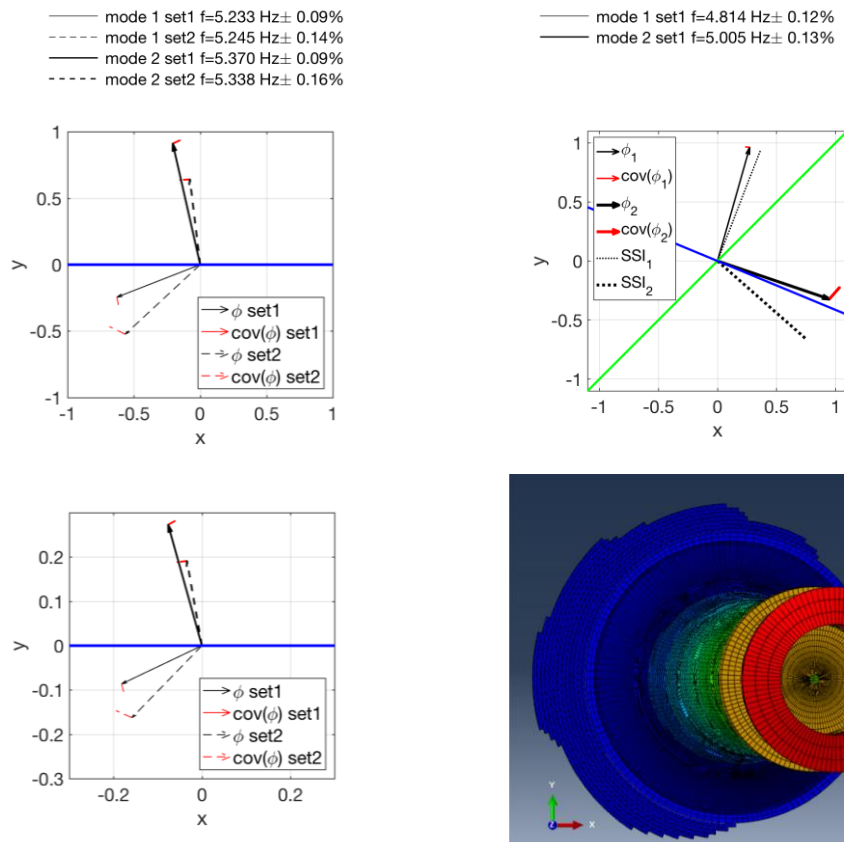 mode 1 set1 f=5.233 Hz± 0.09%
mode 1 set2 f=5.245 Hz± 0.14%
mode 2 set1 f=5.370 Hz± 0.09%
mode 2 set2 f=5.338 Hz± 0.16%
mode 1 set1 f=4.814 Hz± 0.12%
mode 2 set1 f=5.005 Hz± 0.13%
1
0.5
0
-0.5
-1
y
-1
-0.5
0
0.5
1
x
ϕ set1
cov(ϕ) set1
ϕ set2
cov(ϕ) set2
1
0.5
0
-0.5
-1
y
-1
-0.5
0
0.5
1
x
ϕ₁
cov(ϕ₁)
ϕ₂
cov(ϕ₂)
SSI₁
SSI₂
0.2
0.1
0
-0.1
-0.2
-0.3
y
-0.2
0
0.2
x
ϕ set1
cov(ϕ) set1
ϕ set2
cov(ϕ) set2
Y
Z
X